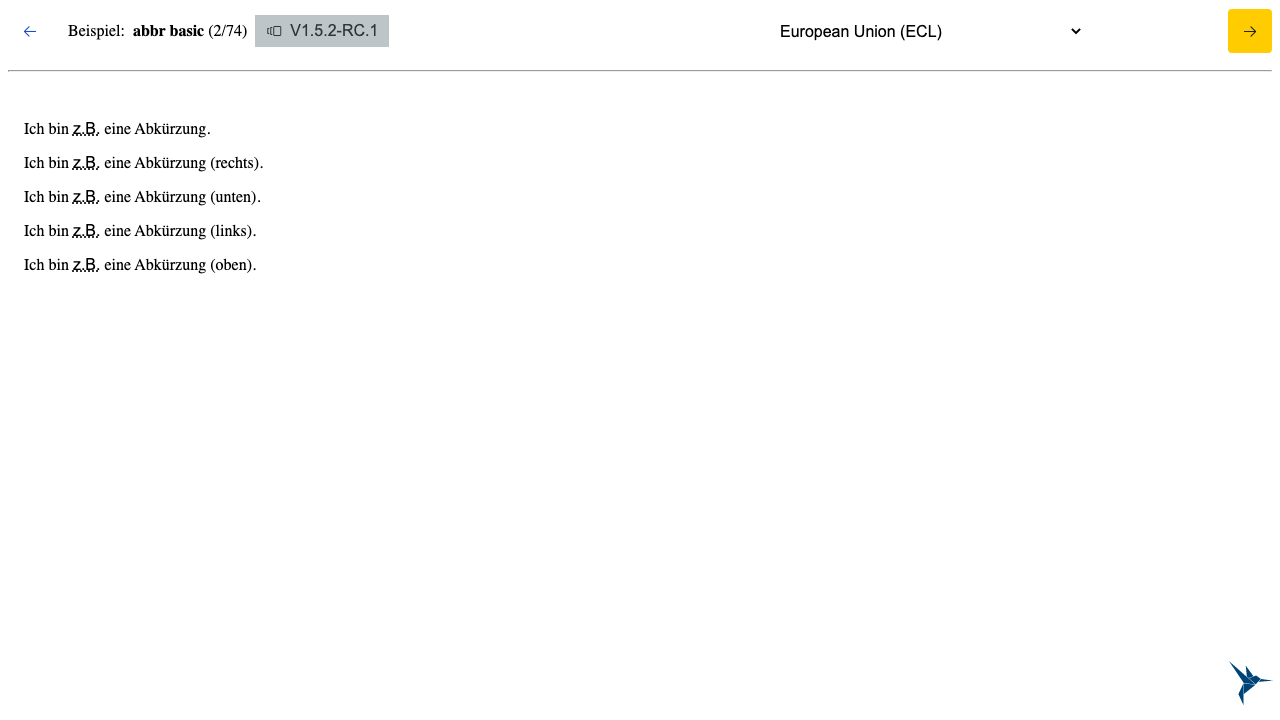 Beispiel: abbr basic (2/74) V1.5.2-RC.1 European Union (ECL)
Ich bin z.B. eine Abkürzung.
Ich bin z.B. eine Abkürzung (rechts).
Ich bin z.B. eine Abkürzung (unten).
Ich bin z.B. eine Abkürzung (links).
Ich bin z.B. eine Abkürzung (oben).